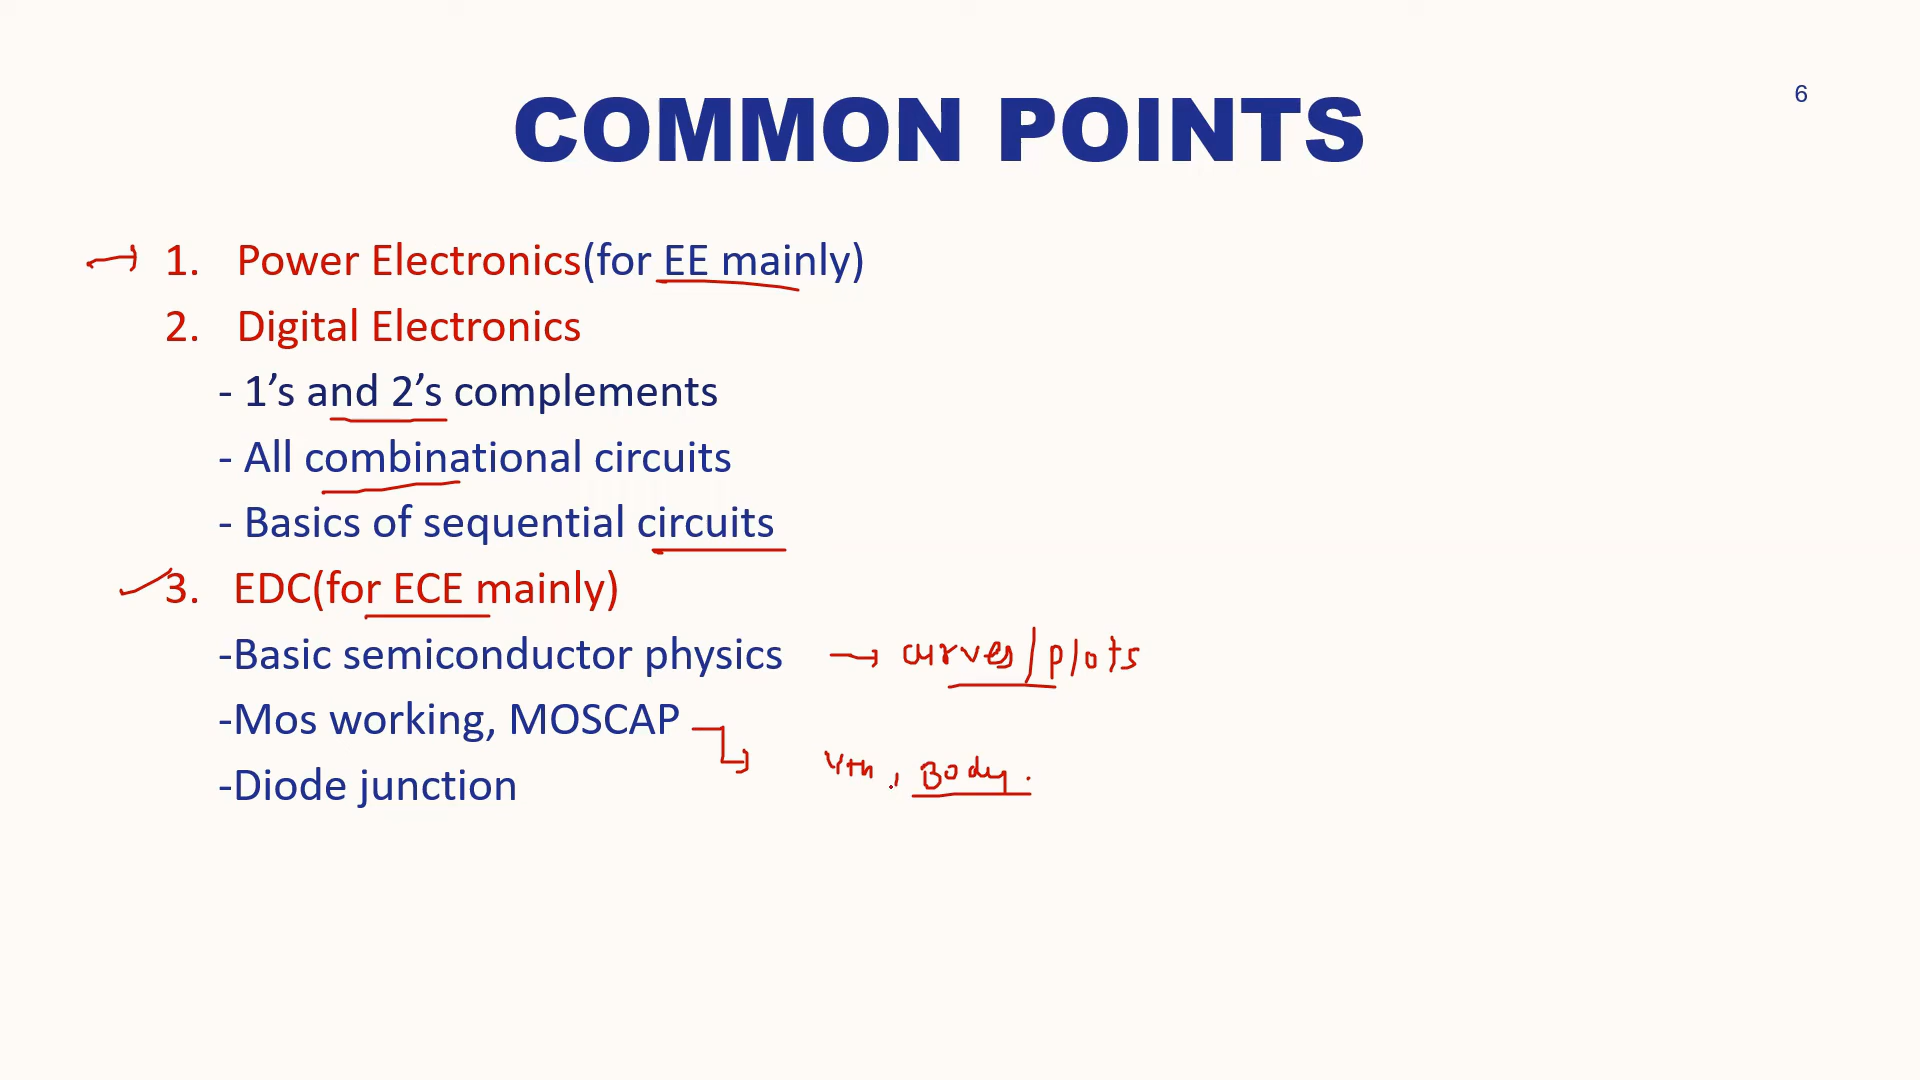 6
COMMON POINTS
1. Power Electronics(for EE mainly)
2. Digital Electronics
- 1’s and 2’s complements
- All combinational circuits
- Basics of sequential circuits
3. EDC(for ECE mainly)
-Basic semiconductor physics → curves/plots
-Mos working, MOSCAP
Vth, Body.
-Diode junction